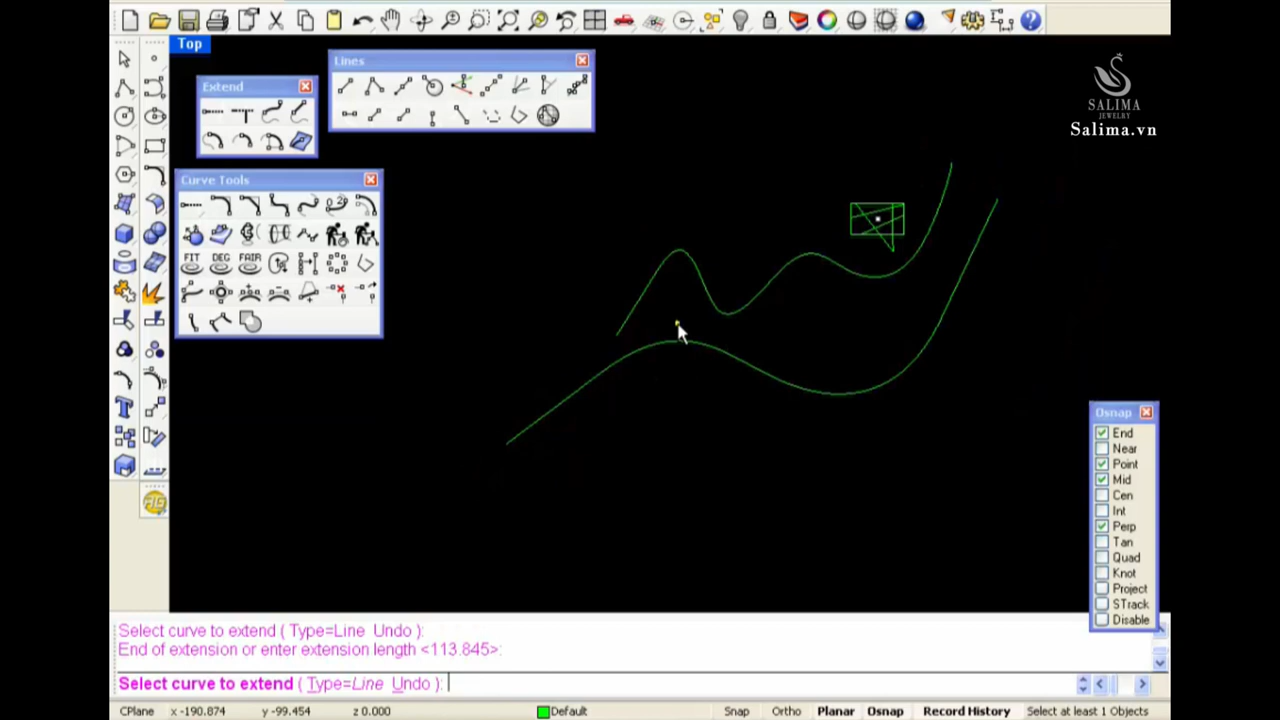 Top
SALIMA
JEWELRY
Salima.vn
Lines
Extend
Curve Tools
FIT DEG FAIR
Osnap
End
Near
Point
Mid
Cen
Int
Perp
Tan
Quad
Knot
Project
STrack
Disable
Select curve to extend ( Type=Line Undo ):
End of extension or enter extension length <113.845>:
Select curve to extend ( Type=Line Undo ):
CPlane x -190.874 y -99.454 z 0.000 Default Snap Ortho Planar Osnap Record History Select at least 1 Objects